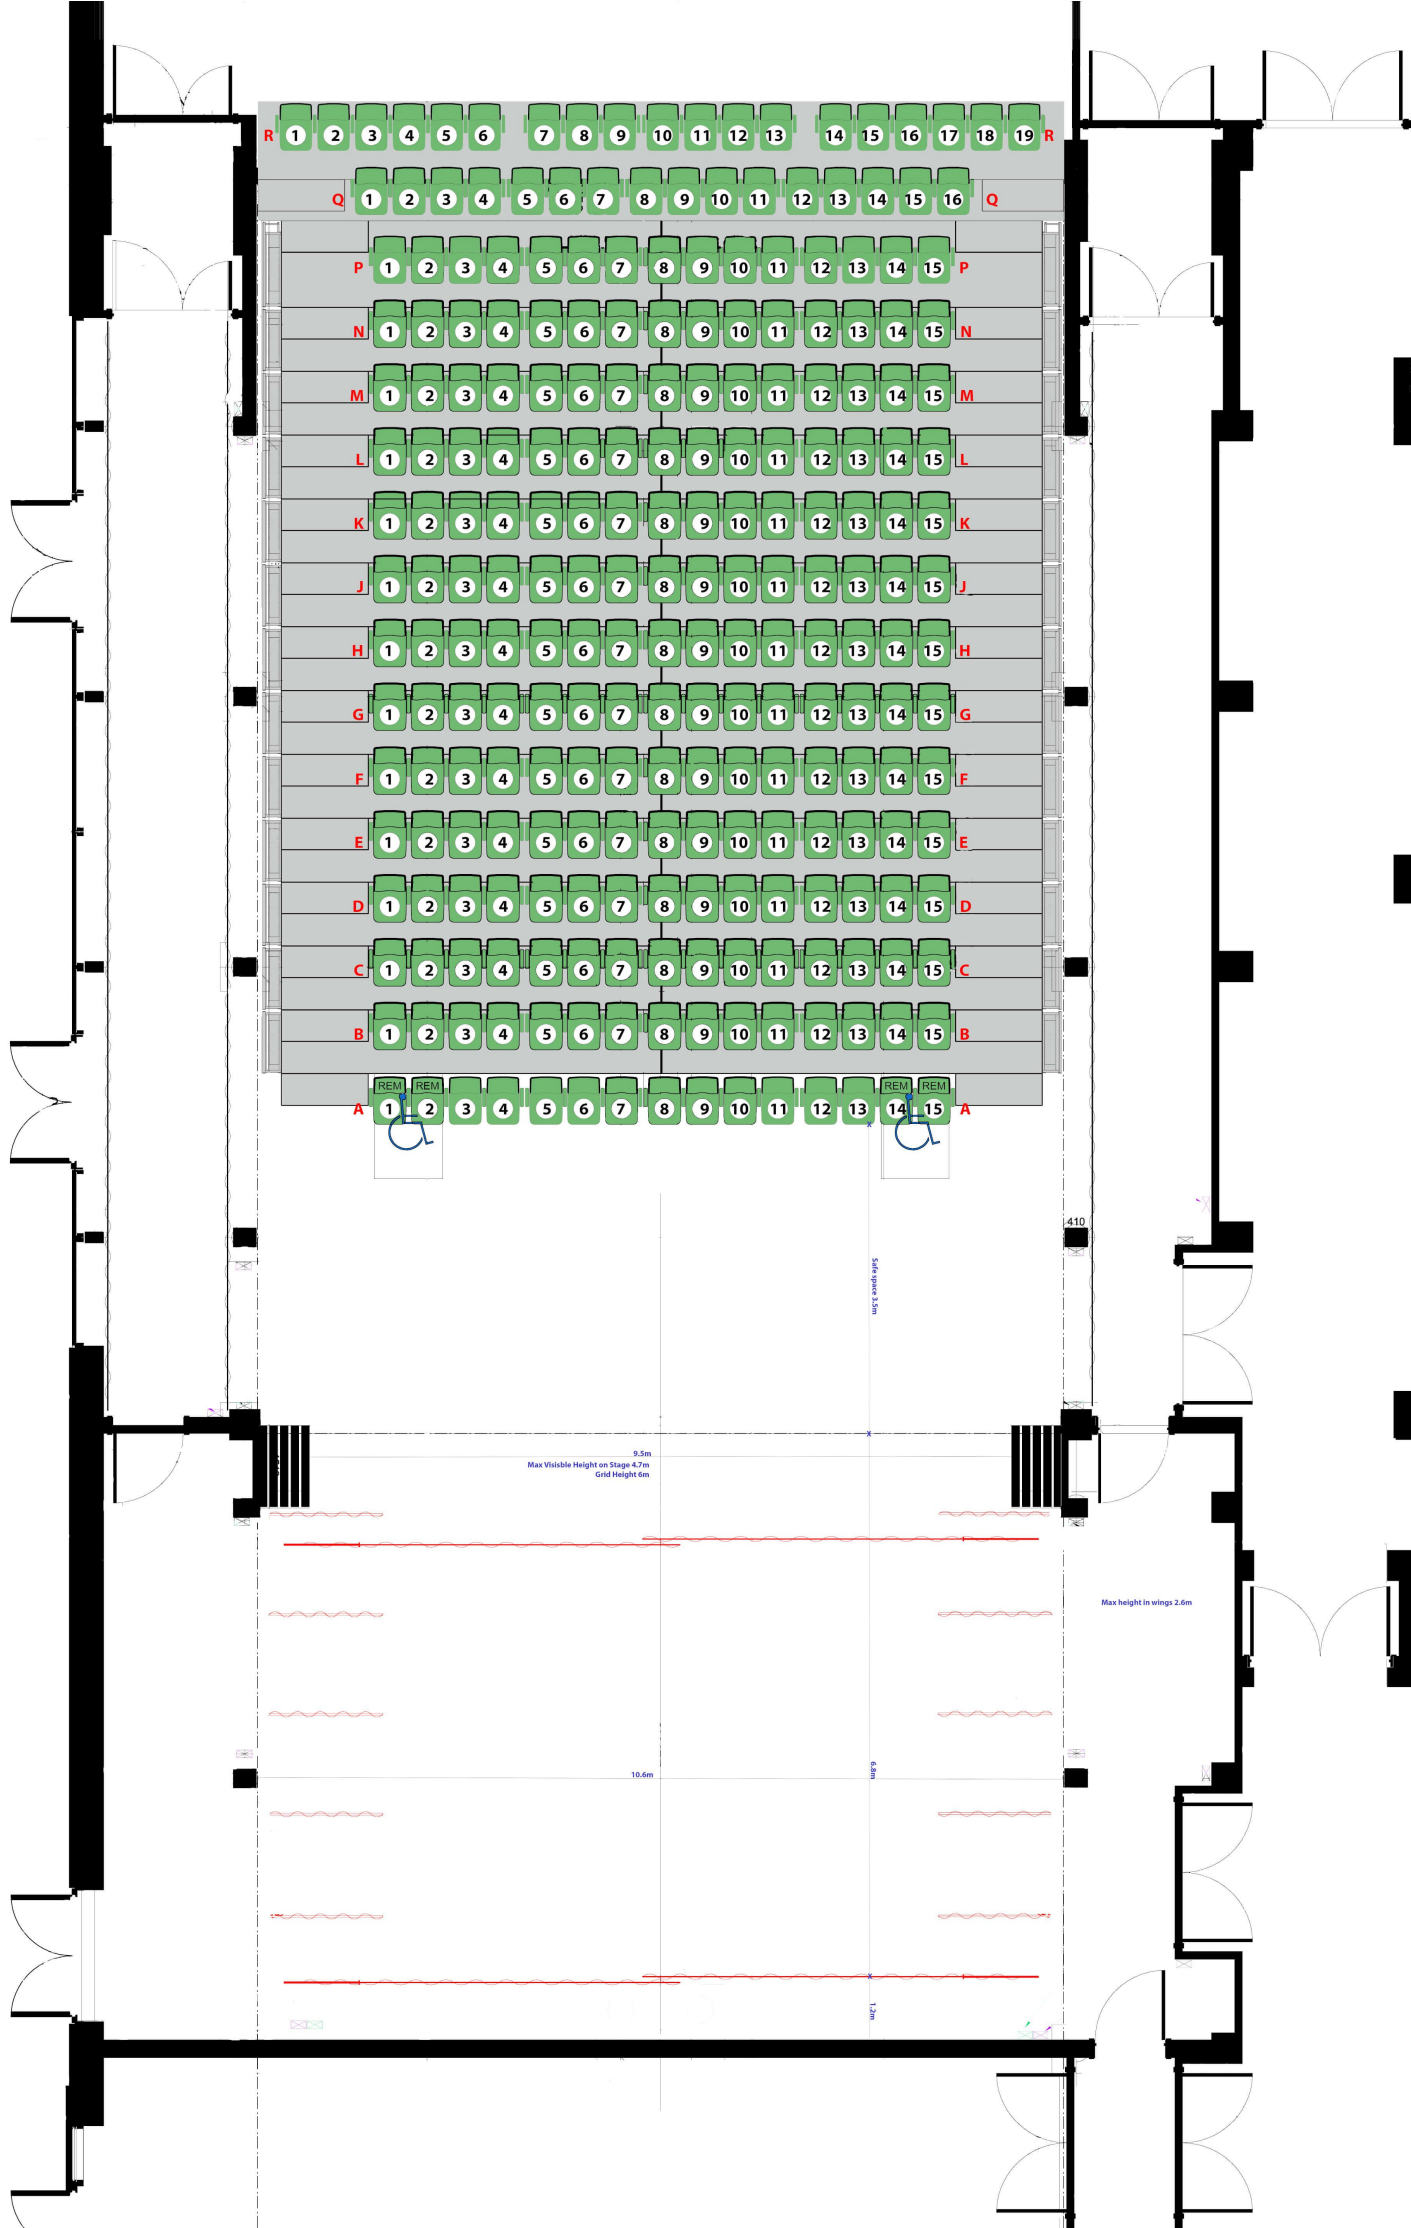 R 1 2 3 4 5 6 7 8 9 10 11 12 13 14 15 16 17 18 19 R
Q 1 2 3 4 5 6 7 8 9 10 11 12 13 14 15 16 Q
P 1 2 3 4 5 6 7 8 9 10 11 12 13 14 15 P
N 1 2 3 4 5 6 7 8 9 10 11 12 13 14 15 N
M 1 2 3 4 5 6 7 8 9 10 11 12 13 14 15 M
L 1 2 3 4 5 6 7 8 9 10 11 12 13 14 15 L
K 1 2 3 4 5 6 7 8 9 10 11 12 13 14 15 K
J 1 2 3 4 5 6 7 8 9 10 11 12 13 14 15 J
H 1 2 3 4 5 6 7 8 9 10 11 12 13 14 15 H
G 1 2 3 4 5 6 7 8 9 10 11 12 13 14 15 G
F 1 2 3 4 5 6 7 8 9 10 11 12 13 14 15 F
E 1 2 3 4 5 6 7 8 9 10 11 12 13 14 15 E
D 1 2 3 4 5 6 7 8 9 10 11 12 13 14 15 D
C 1 2 3 4 5 6 7 8 9 10 11 12 13 14 15 C
B 1 2 3 4 5 6 7 8 9 10 11 12 13 14 15 B
REM REM REM REM
A 1 2 3 4 5 6 7 8 9 10 11 12 13 14 15 A
410
Safe space 3.5m
9.5m
Max Visible Height on Stage 4.7m
Grid Height 6m
Max height in wings 2.6m
10.6m
6.8m
1.2m